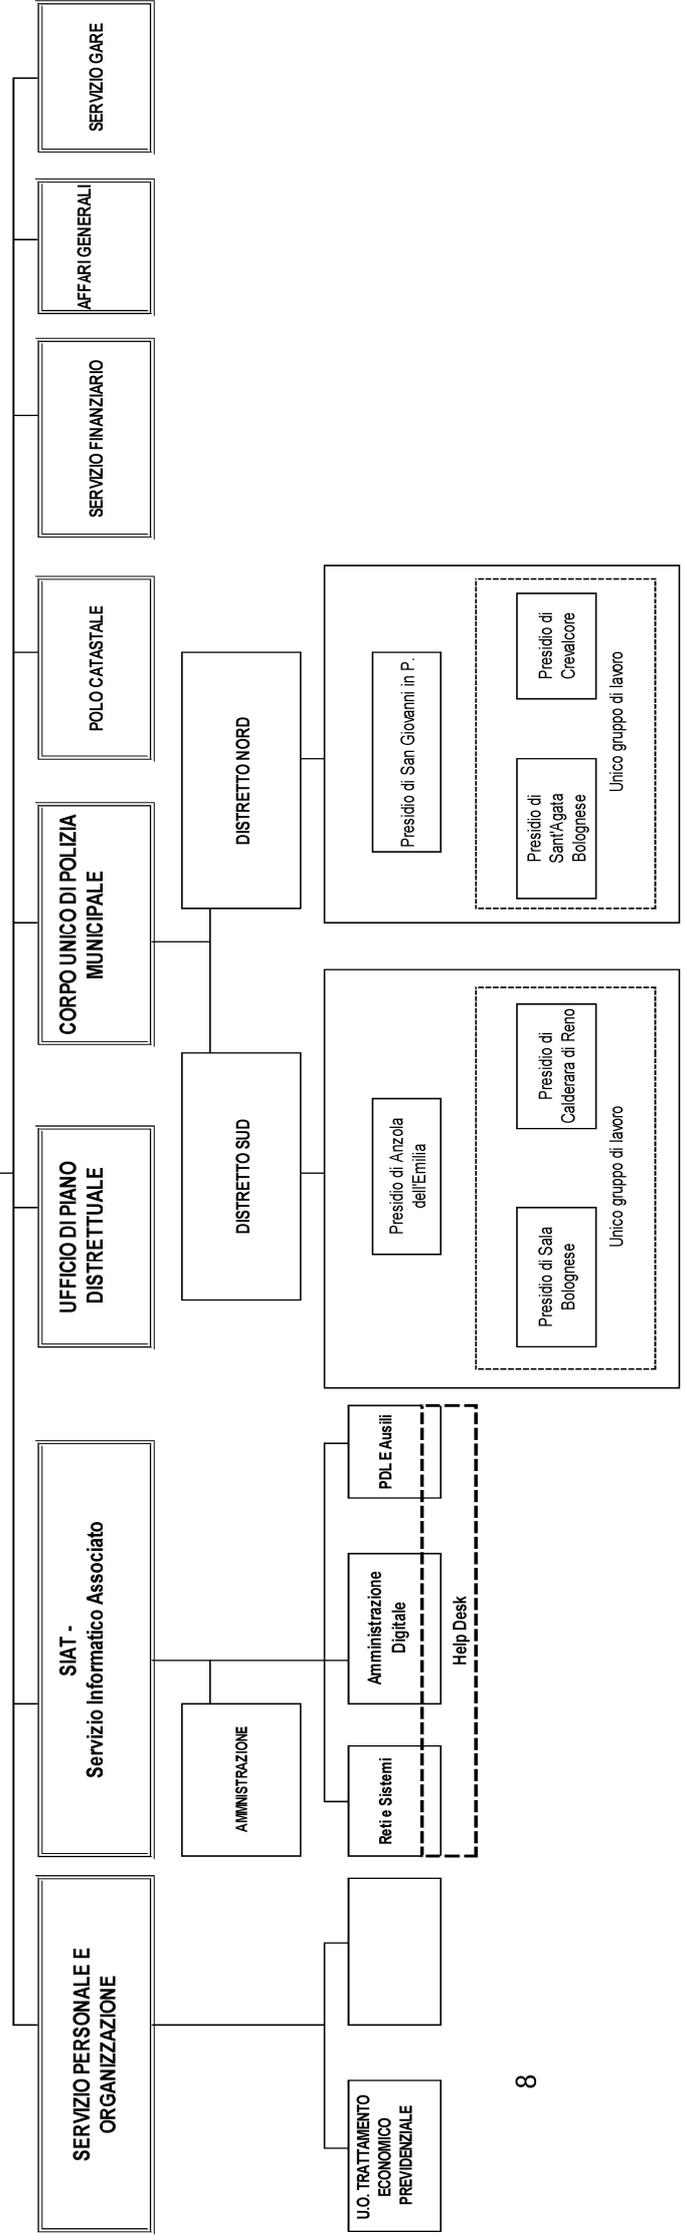 SERVIZIO PERSONALE E
ORGANIZZAZIONE
SIAT -
Servizio Informatico Associato
UFFICIO DI PIANO
DISTRETTUALE
CORPO UNICO DI POLIZIA
MUNICIPALE
POLO CATASTALE
SERVIZIO FINANZIARIO
AFFARI GENERALI
SERVIZIO GARE
AMMNISTRAZIONE
DISTRETTO SUD
DISTRETTO NORD
U.O. TRATTAMENTO
ECONOMICO
PREVIDENZIALE
Reti e Sistemi
Amministrazione
Digitale
PDL E Ausili
Help Desk
Presidio di Anzola
dell'Emilia
Presidio di Sala
Bolognese
Presidio di
Calderara di Reno
Unico gruppo di lavoro
Presidio di San Giovanni in P.
Presidio di
Sant'Agata
Bolognese
Presidio di
Crevalcore
Unico gruppo di lavoro
8